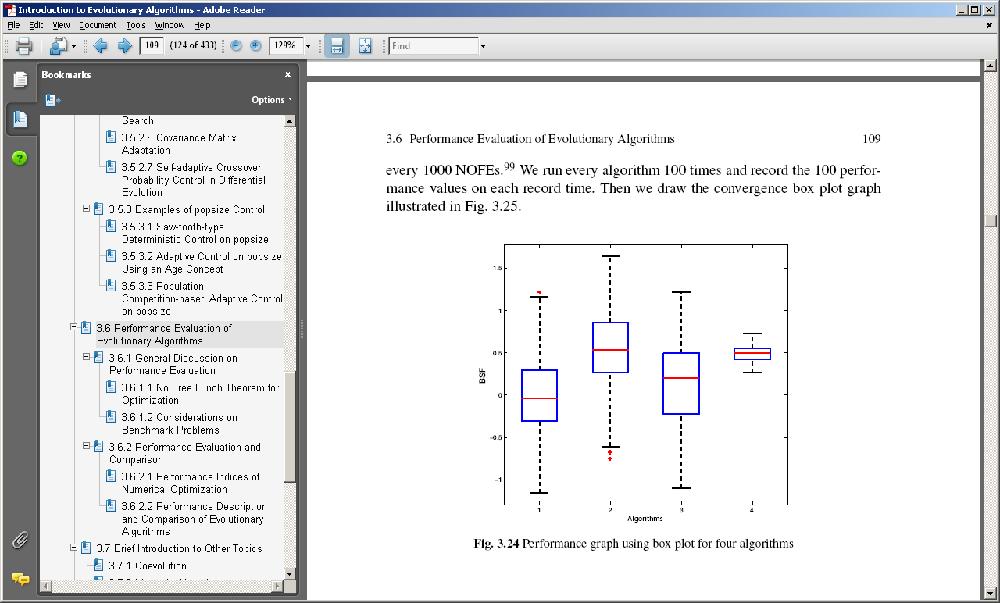 Introduction to Evolutionary Algorithms - Adobe Reader
File Edit View Document Tools Window Help
109 (124 of 433) 129% Find
Bookmarks
Options
Search
3.5.2.6 Covariance Matrix
Adaptation
3.5.2.7 Self-adaptive Crossover
Probability Control in Differential
Evolution
3.5.3 Examples of popsize Control
3.5.3.1 Saw-tooth-type
Deterministic Control on popsize
3.5.3.2 Adaptive Control on popsize
Using an Age Concept
3.5.3.3 Population
Competition-based Adaptive Control
on popsize
3.6 Performance Evaluation of
Evolutionary Algorithms
3.6.1 General Discussion on
Performance Evaluation
3.6.1.1 No Free Lunch Theorem for
Optimization
3.6.1.2 Considerations on
Benchmark Problems
3.6.2 Performance Evaluation and
Comparison
3.6.2.1 Performance Indices of
Numerical Optimization
3.6.2.2 Performance Description
and Comparison of Evolutionary
Algorithms
3.7 Brief Introduction to Other Topics
3.7.1 Coevolution
3.6 Performance Evaluation of Evolutionary Algorithms 109
every 1000 NOFEs.99 We run every algorithm 100 times and record the 100 perfor-
mance values on each record time. Then we draw the convergence box plot graph
illustrated in Fig. 3.25.
1.5
1
0.5
0
−0.5
−1
BSF
1 2 3 4
Algorithms
Fig. 3.24 Performance graph using box plot for four algorithms